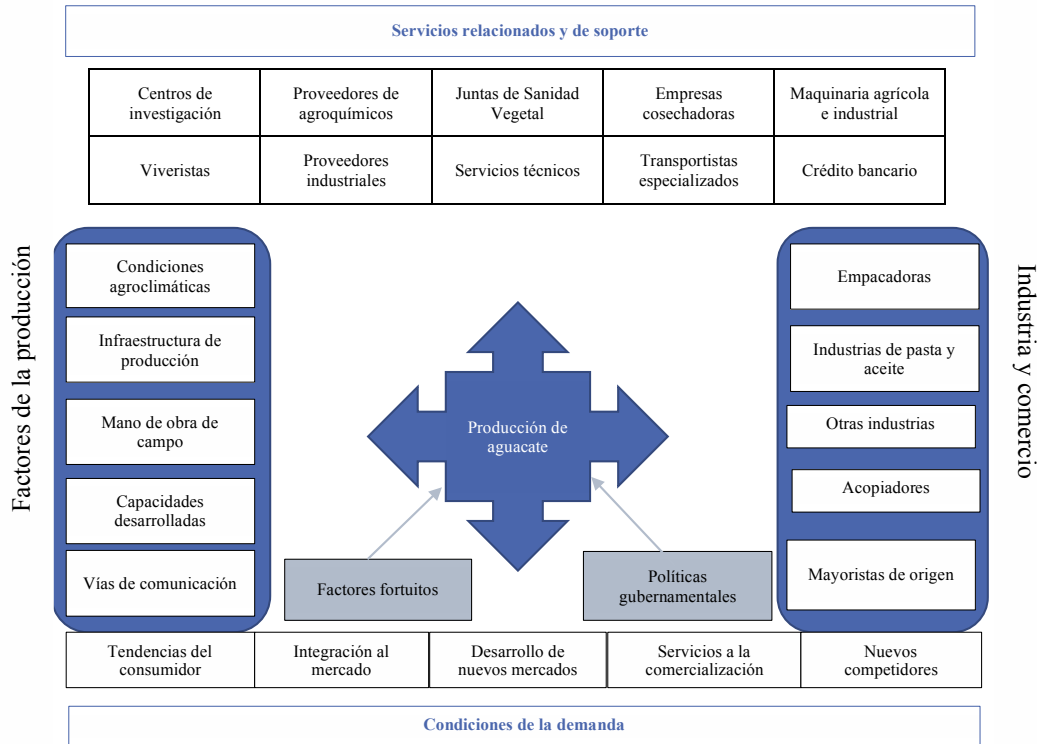 Servicios relacionados y de soporte
Centros de
investigación
Proveedores de
agroquímicos
Juntas de Sanidad
Vegetal
Empresas
cosechadoras
Maquinaria agrícola
e industrial
Viveristas
Proveedores
industriales
Servicios técnicos
Transportistas
especializados
Crédito bancario
Factores de la producción
Condiciones
agroclimáticas
Infraestructura de
producción
Mano de obra de
campo
Capacidades
desarrolladas
Vías de comunicación
Producción de
aguacate
Factores fortuitos
Políticas
gubernamentales
Empacadoras
Industrias de pasta y
aceite
Otras industrias
Acopiadores
Mayoristas de origen
Industria y comercio
Tendencias del
consumidor
Integración al
mercado
Desarrollo de
nuevos mercados
Servicios a la
comercialización
Nuevos
competidores
Condiciones de la demanda